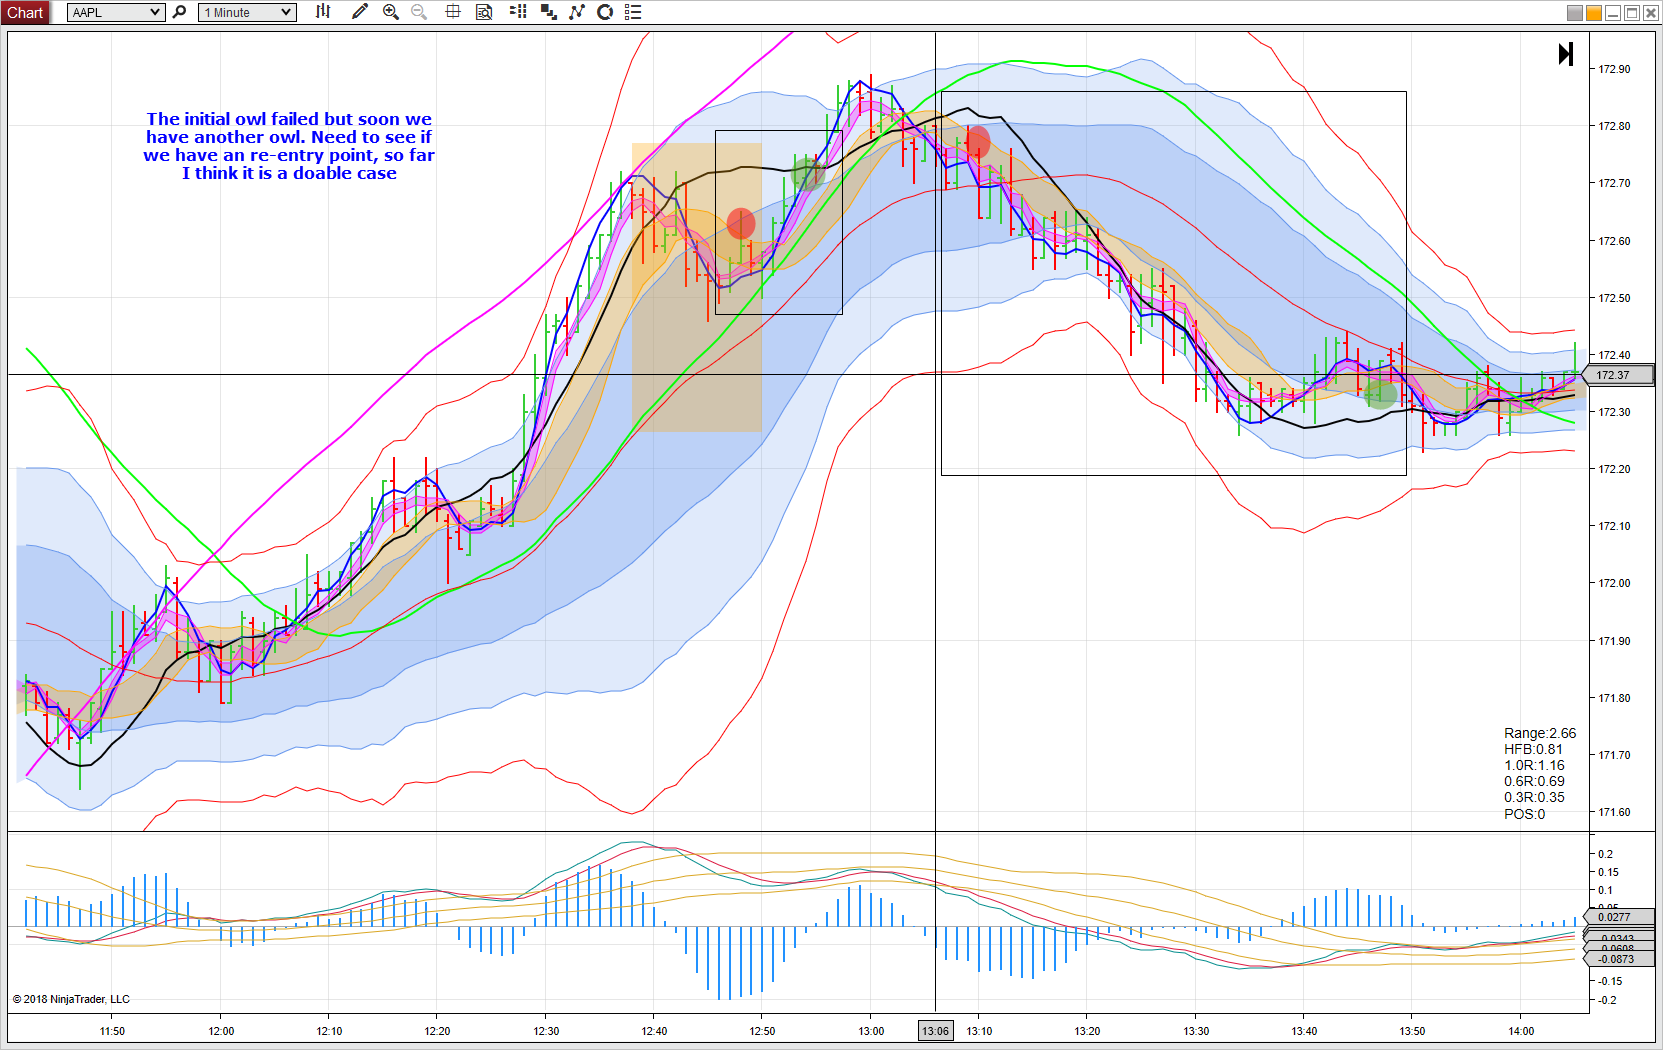 Chart
AAPL
1 Minute
The initial owl failed but soon we
have another owl. Need to see if
we have an re-entry point, so far
I think it is a doable case
172.90
172.80
172.70
172.60
172.50
172.40
172.37
172.30
172.20
172.10
172.00
171.90
171.80
171.70
171.60
Range:2.66
HFB:0.81
1.0R:1.16
0.6R:0.69
0.3R:0.35
POS:0
0.2
0.15
0.1
0.0277
-0.0873
-0.15
-0.2
© 2018 NinjaTrader, LLC
11:50
12:00
12:10
12:20
12:30
12:40
12:50
13:00
13:06
13:10
13:20
13:30
13:40
13:50
14:00